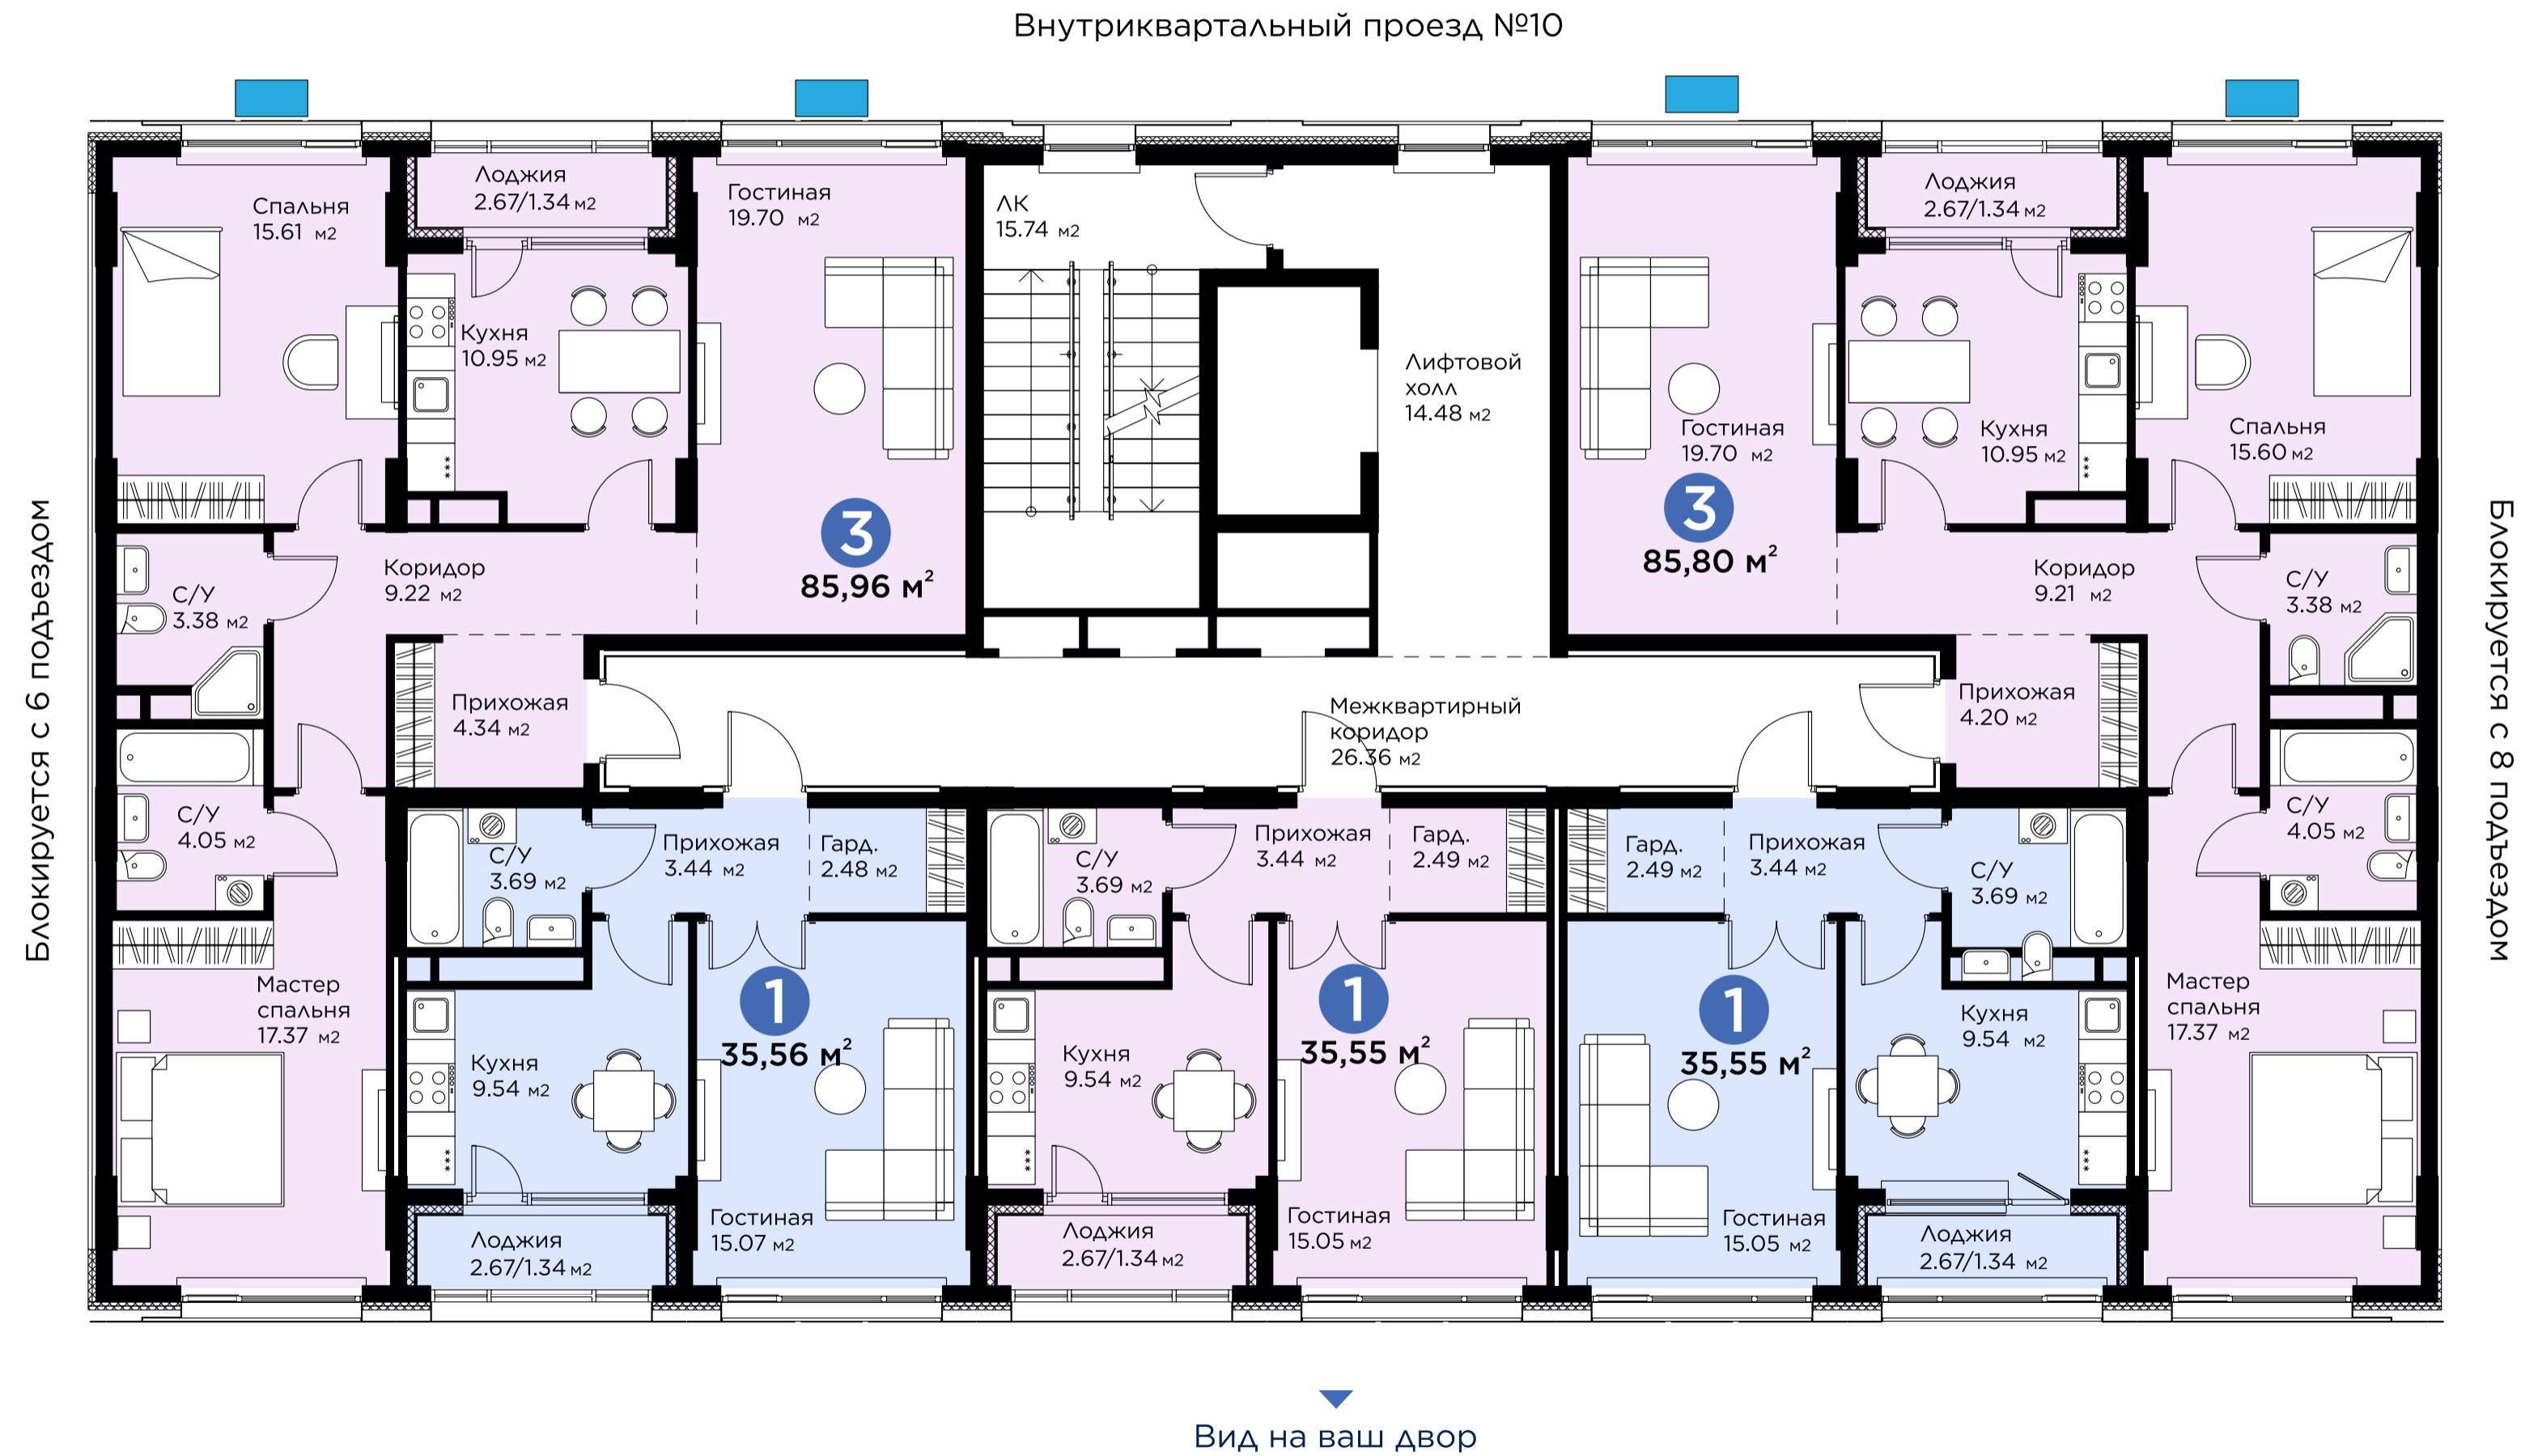 Внутриквартальный проезд №10
Блокируется с 6 подъездом
Спальня
15.61 м2
Лоджия
2.67/1.34 м2
Кухня
10.95 м2
Гостиная
19.70 м2
3
85,96 м²
Коридор
9.22 м2
С/У
3.38 м2
Прихожая
4.34 м2
С/У
4.05 м2
Мастер
спальня
17.37 м2
ЛК
15.74 м2
Лифтовой
холл
14.48 м2
Межквартирный
коридор
26.36 м2
Гостиная
19.70 м2
3
85,80 м²
Лоджия
2.67/1.34 м2
Кухня
10.95 м2
Спальня
15.60 м2
Коридор
9.21 м2
С/У
3.38 м2
Прихожая
4.20 м2
С/У
4.05 м2
Мастер
спальня
17.37 м2
С/У
3.69 м2
Прихожая
3.44 м2
Гард.
2.48 м2
1
35,56 м²
Кухня
9.54 м2
Лоджия
2.67/1.34 м2
Гостиная
15.07 м2
С/У
3.69 м2
Прихожая
3.44 м2
Гард.
2.49 м2
1
35,55 м²
Кухня
9.54 м2
Лоджия
2.67/1.34 м2
Гостиная
15.05 м2
Гард.
2.49 м2
Прихожая
3.44 м2
С/У
3.69 м2
1
35,55 м²
Кухня
9.54 м2
Гостиная
15.05 м2
Лоджия
2.67/1.34 м2
Блокируется с 8 подъездом
Вид на ваш двор